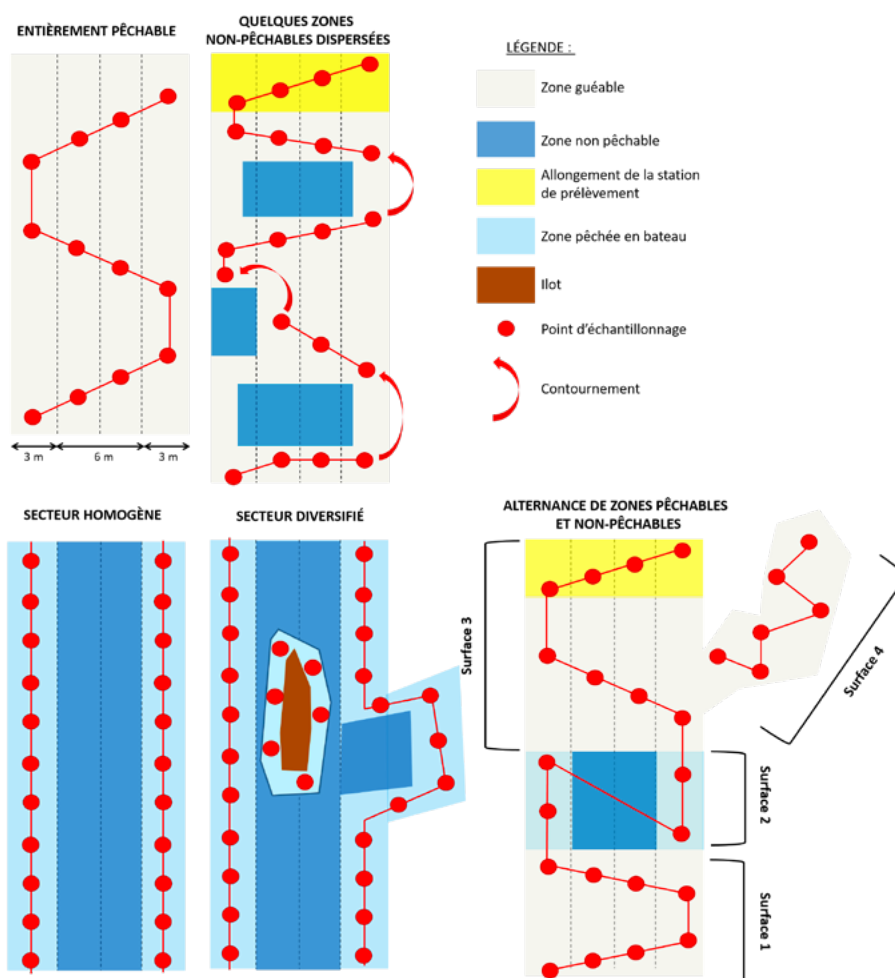 ENTIÈREMENT PÊCHABLE
QUELQUES ZONES
NON-PÊCHABLES DISPERSÉES
3 m
6 m
3 m
LÉGENDE :
Zone guéable
Zone non pêchable
Allongement de la station
de prélèvement
Zone pêchée en bateau
Ilot
Point d'échantillonnage
Contournement
SECTEUR HOMOGÈNE
SECTEUR DIVERSIFIÉ
ALTERNANCE DE ZONES PÊCHABLES
ET NON-PÊCHABLES
Surface 3
Surface 4
Surface 2
Surface 1